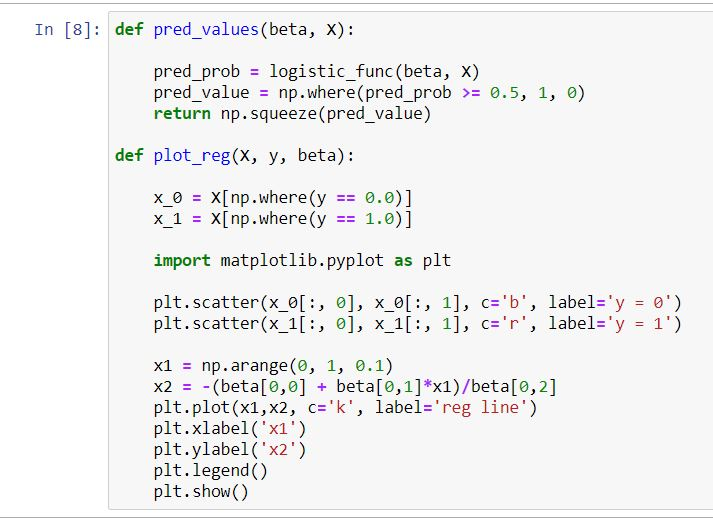 In [8]: def pred_values(beta, X):
pred_prob = logistic_func(beta, X)
pred_value = np.where(pred_prob >= 0.5, 1, 0)
return np.squeeze(pred_value)
def plot_reg(X, y, beta):
x_0 = X[np.where(y == 0.0)]
x_1 = X[np.where(y == 1.0)]
import matplotlib.pyplot as plt
plt.scatter(x_0[:, 0], x_0[:, 1], c='b', label='y = 0')
plt.scatter(x_1[:, 0], x_1[:, 1], c='r', label='y = 1')
x1 = np.arange(0, 1, 0.1)
x2 = -(beta[0,0] + beta[0,1]*x1)/beta[0,2]
plt.plot(x1,x2, c='k', label='reg line')
plt.xlabel('x1')
plt.ylabel('x2')
plt.legend()
plt.show()